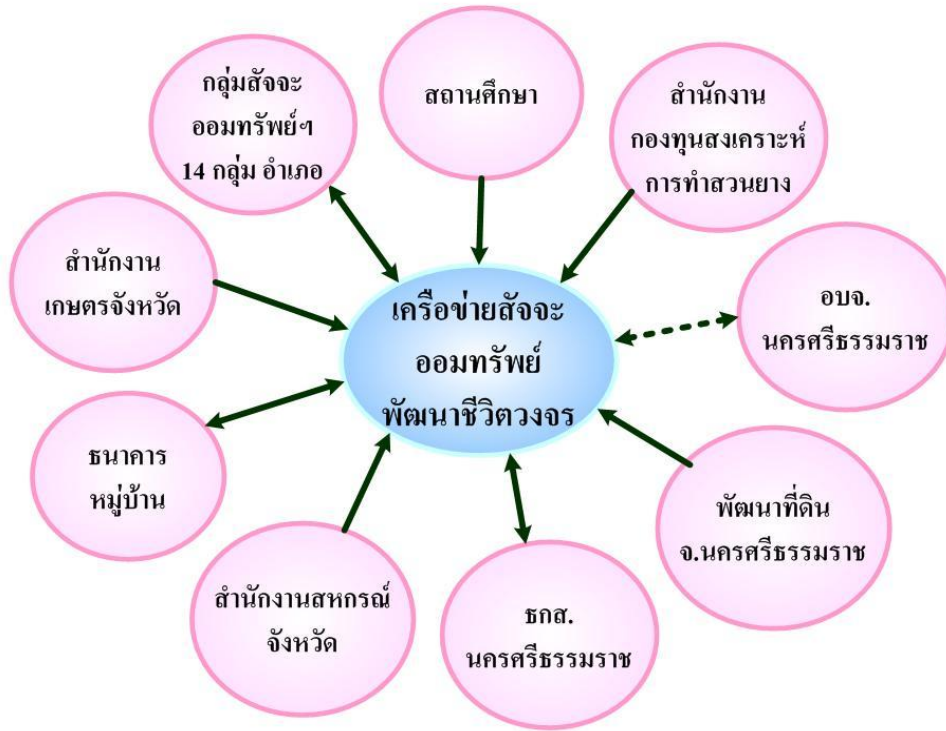 สถานศึกษา
กลุ่มสัจจะ
ออมทรัพย์ฯ
14 กลุ่ม อำเภอ
สำนักงาน
กองทุนสงเคราะห์
การทำสวนยาง
สำนักงาน
เกษตรจังหวัด
เครือข่ายสัจจะ
ออมทรัพย์
พัฒนาชีวิตวงจร
อบจ.
นครศรีธรรมราช
ธนาคาร
หมู่บ้าน
พัฒนาที่ดิน
จ.นครศรีธรรมราช
สำนักงานสหกรณ์
จังหวัด
ธกส.
นครศรีธรรมราช